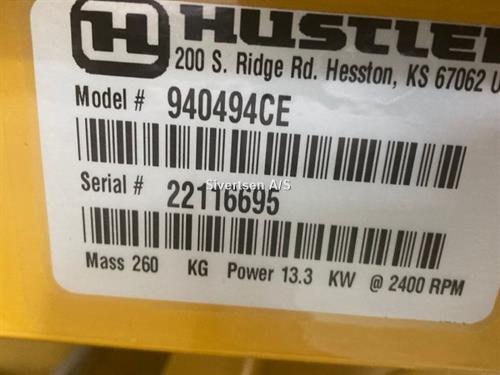 HUSTLER
200 S. Ridge Rd. Hesston, KS 67062 U
Model # 940494CE
Serial # 22116695
Sivertsen A/S
Mass 260 KG Power 13.3 KW @ 2400 RPM